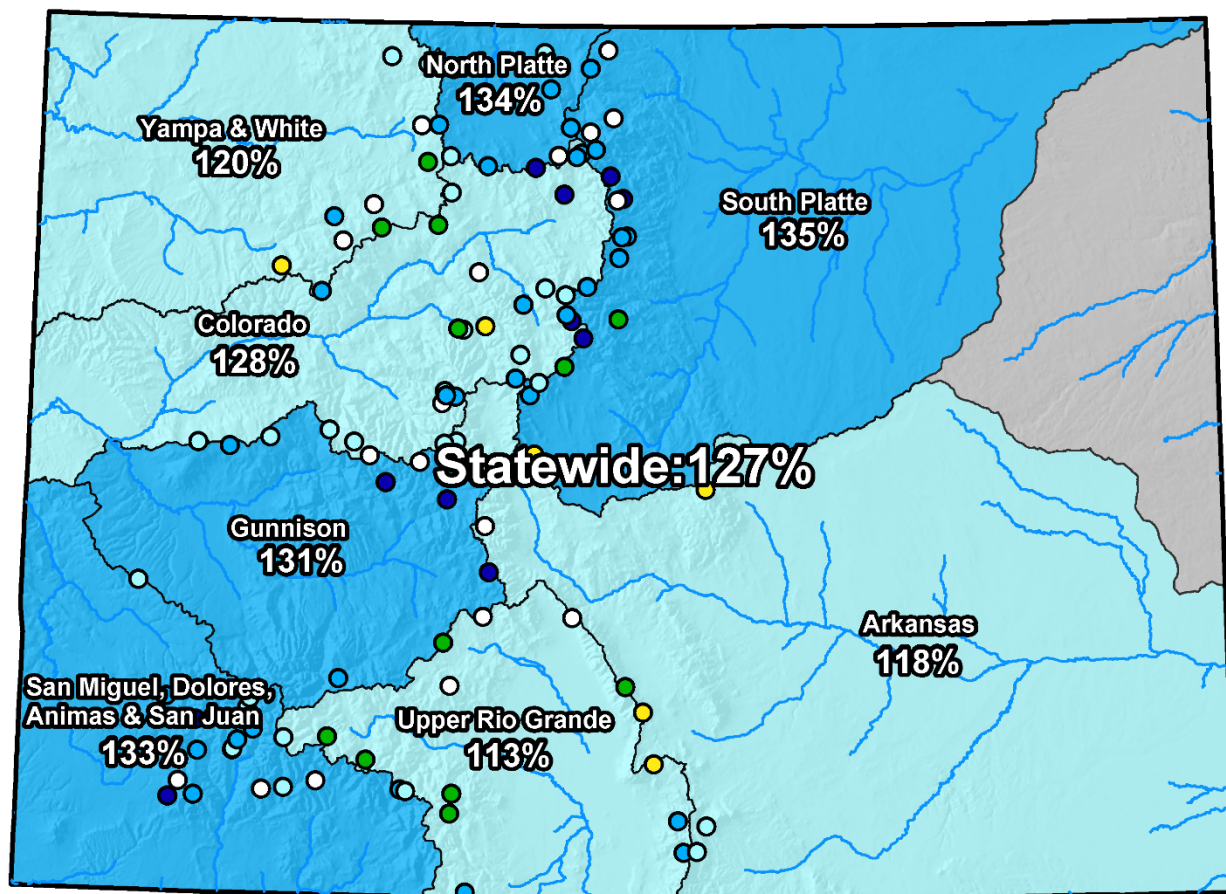 North Platte
134%
Yampa & White
120%
South Platte
135%
Colorado
128%
Statewide:127%
Gunnison
131%
Arkansas
118%
San Miguel, Dolores,
Animas & San Juan
133%
Upper Rio Grande
113%